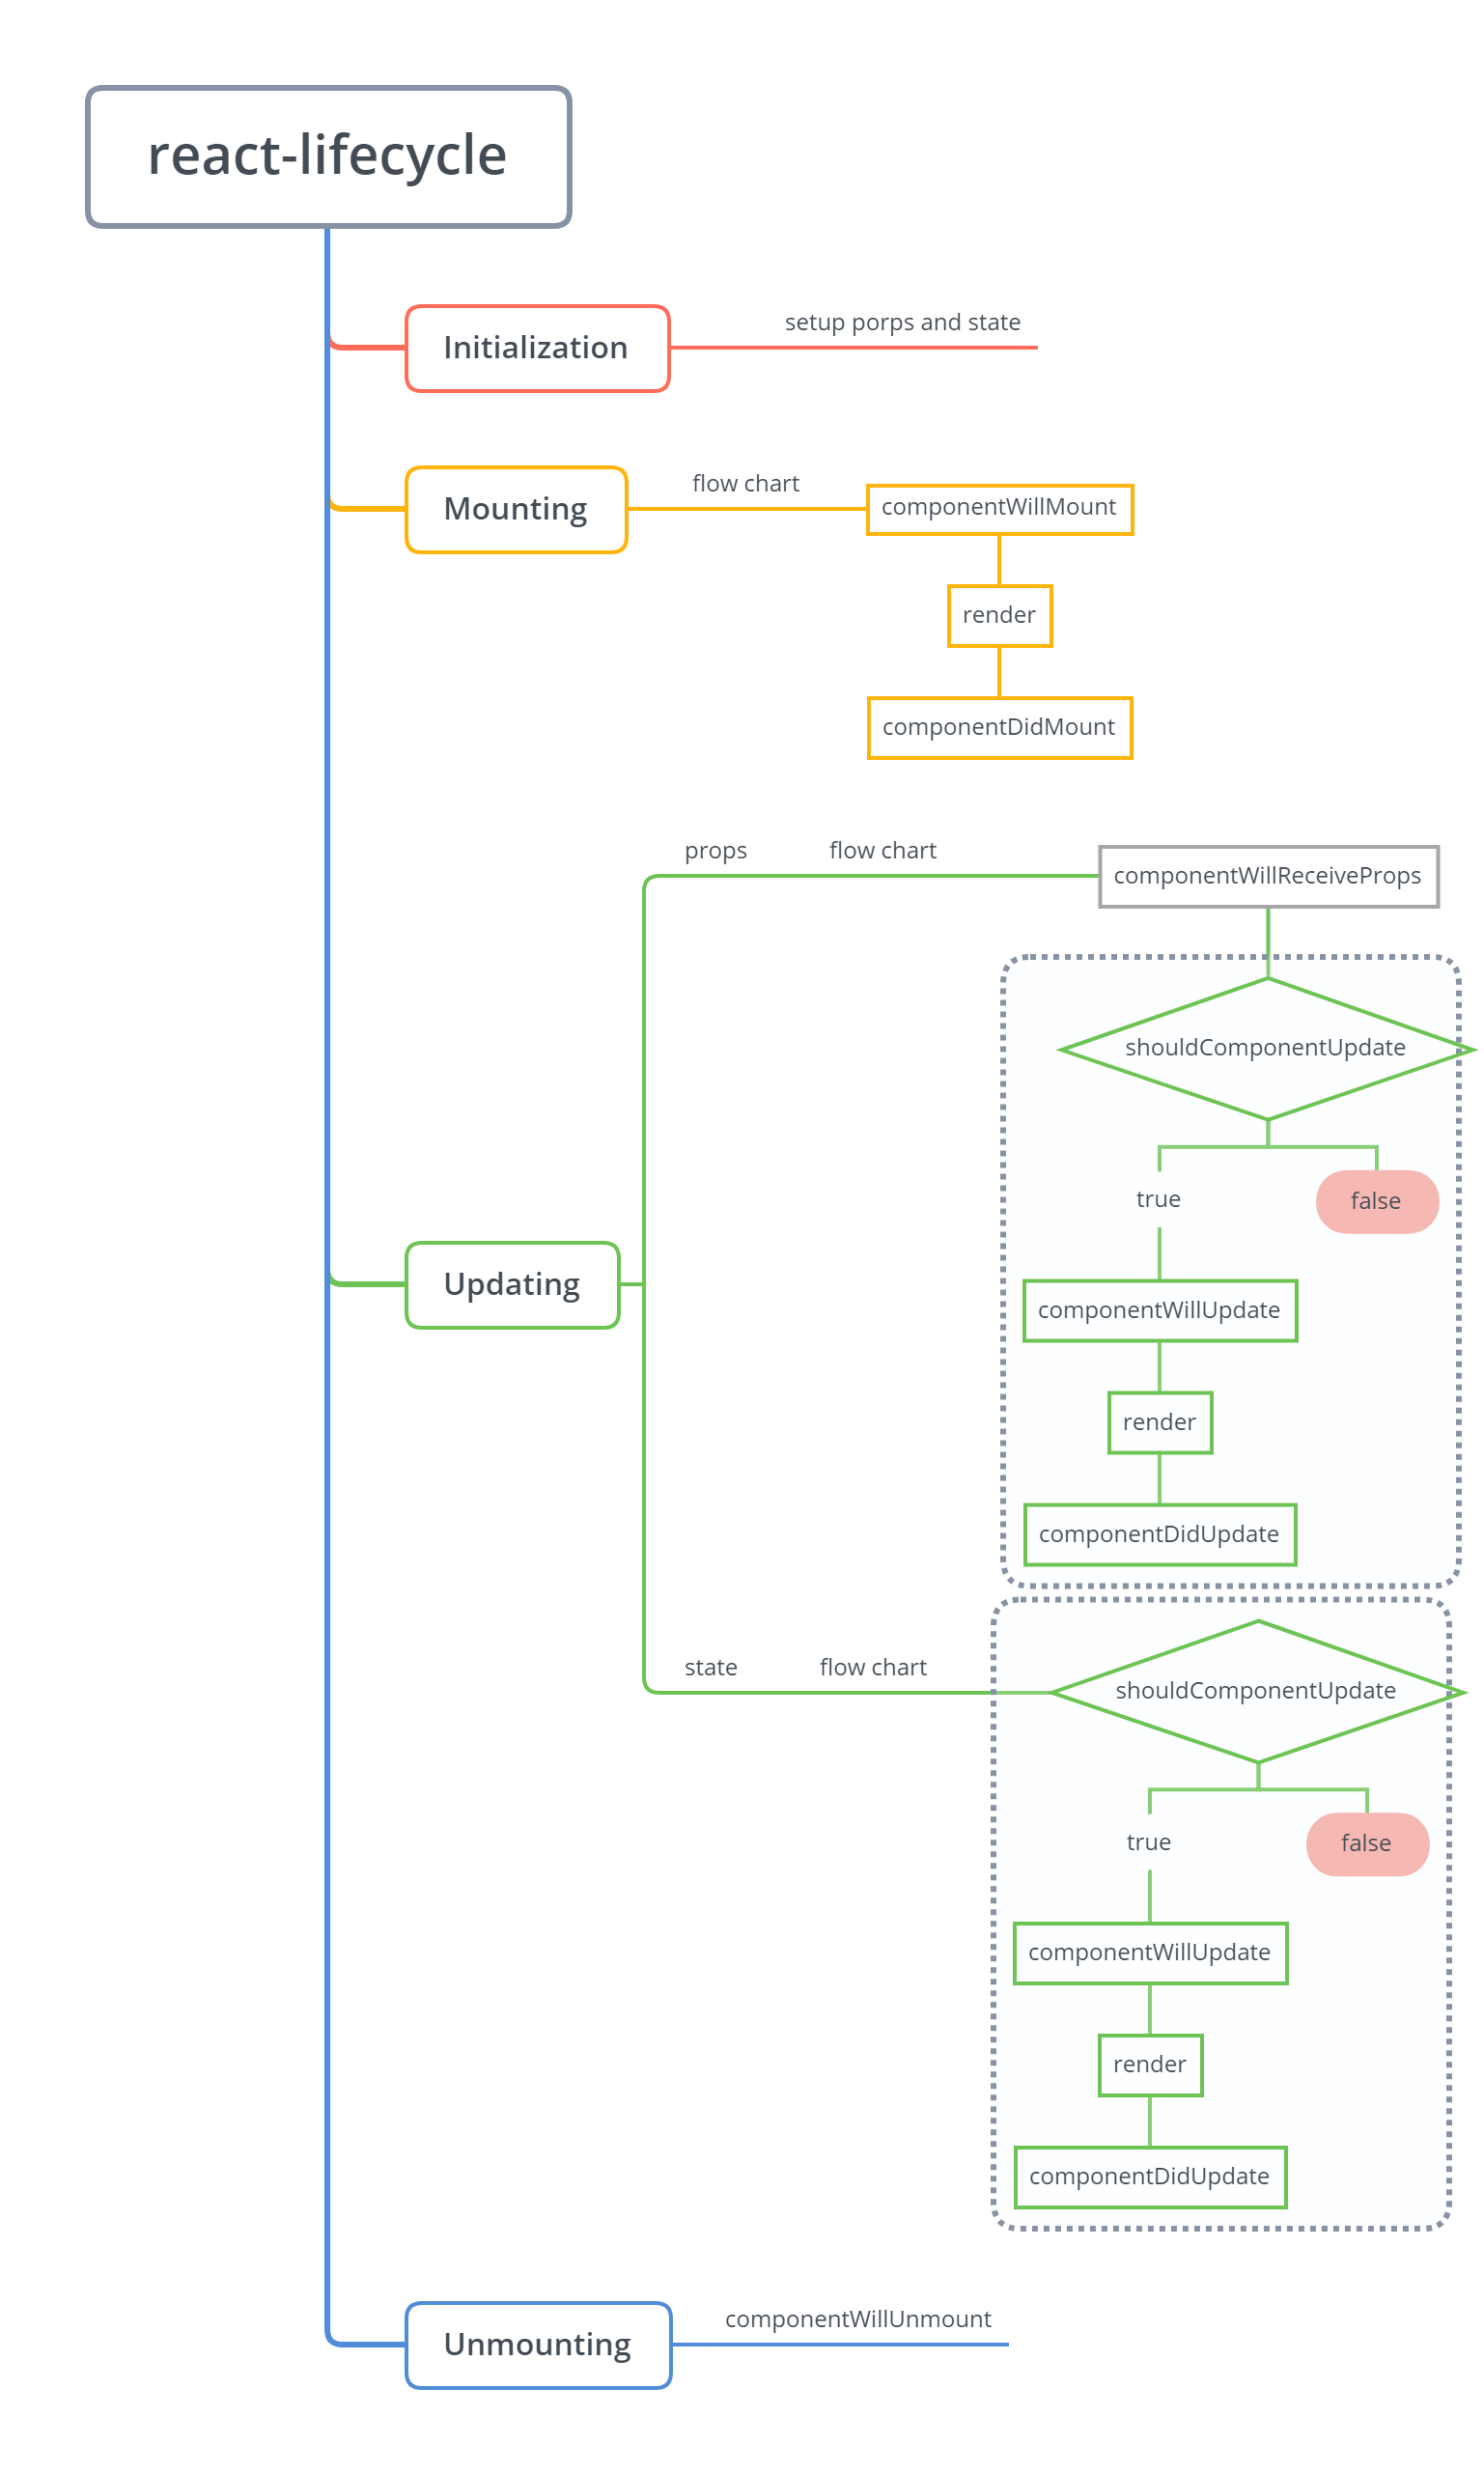 react-lifecycle
Initialization
setup porps and state
Mounting
flow chart
componentWillMount
render
componentDidMount
Updating
props
flow chart
componentWillReceiveProps
shouldComponentUpdate
true
false
componentWillUpdate
render
componentDidUpdate
state
flow chart
shouldComponentUpdate
true
false
componentWillUpdate
render
componentDidUpdate
Unmounting
componentWillUnmount